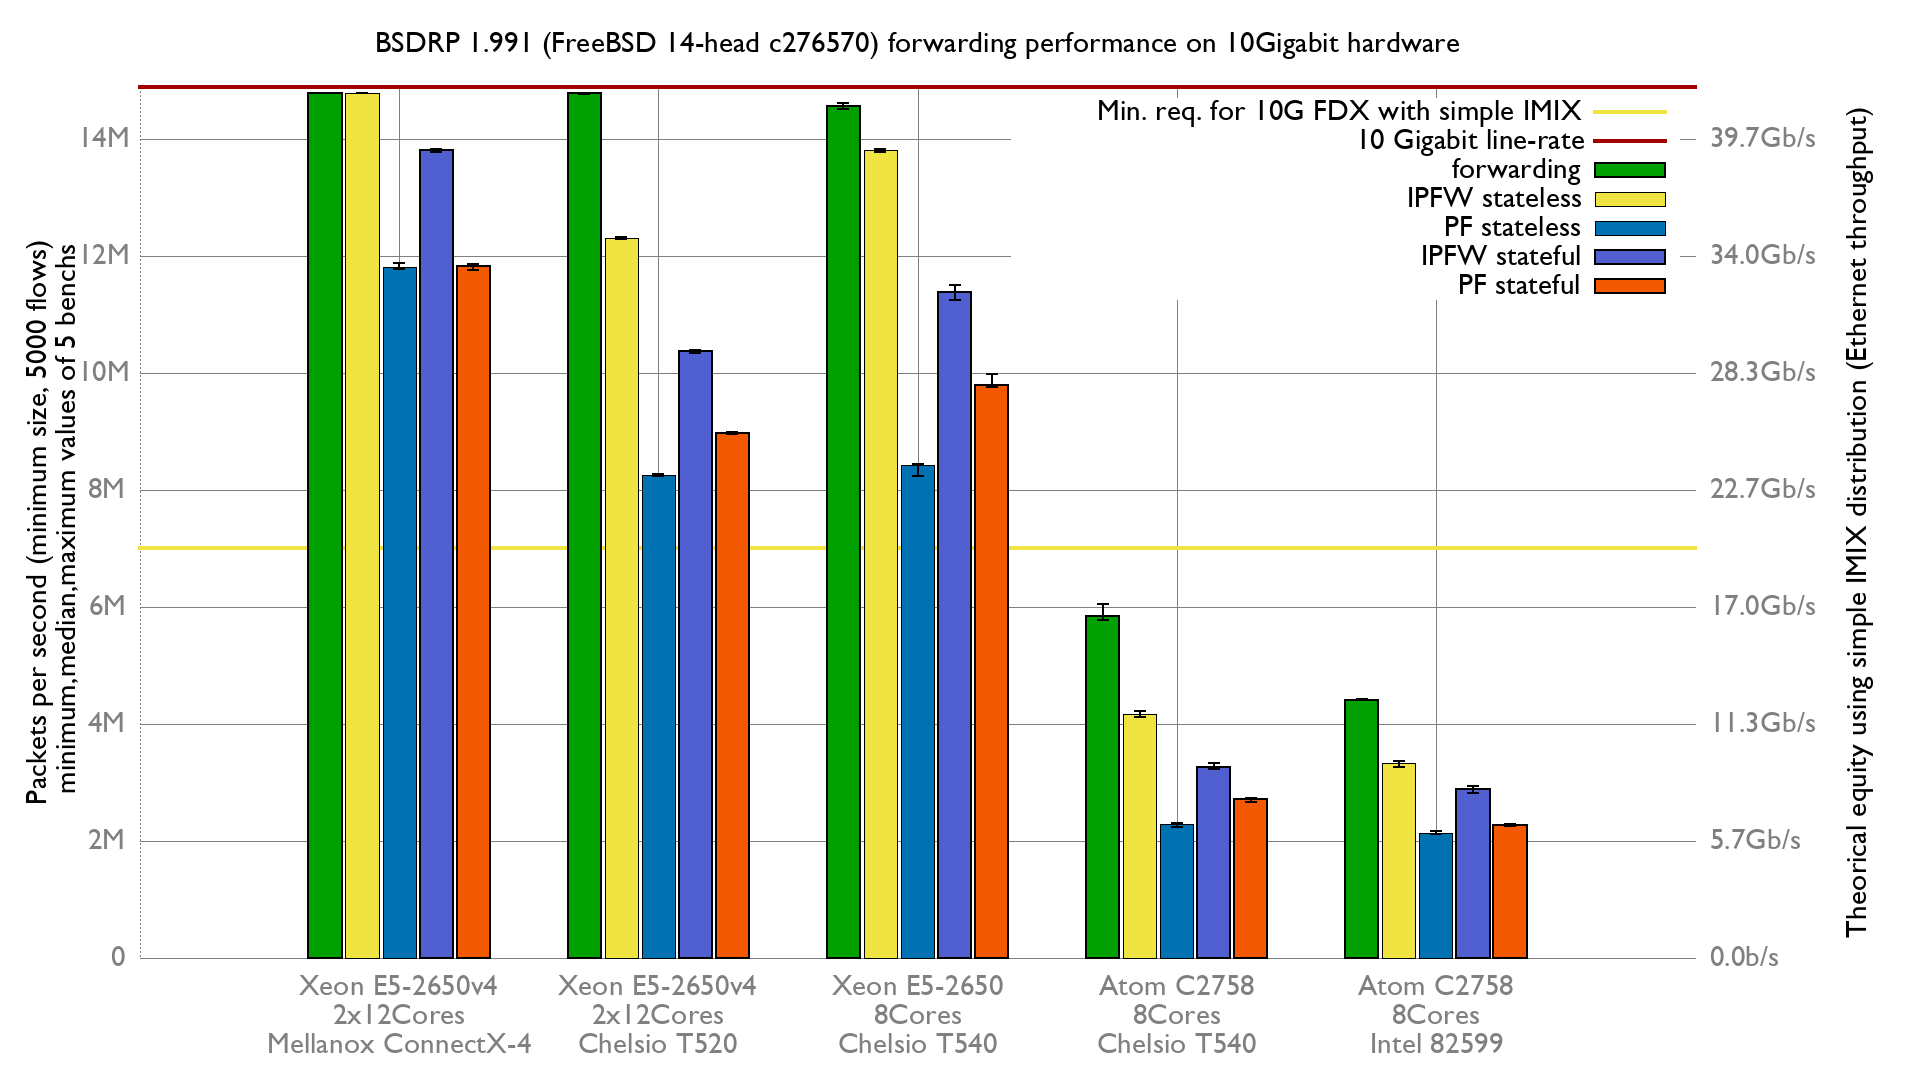 BSDRP 1.991 (FreeBSD 14-head c276570) forwarding performance on 10Gigabit hardware
Min. req. for 10G FDX with simple IMIX
10 Gigabit line-rate
forwarding
IPFW stateless
PF stateless
IPFW stateful
PF stateful
Packets per second (minimum size, 5000 flows)
minimum,median,maximum values of 5 benchs
14M
12M
10M
8M
6M
4M
2M
0
39.7Gb/s
34.0Gb/s
28.3Gb/s
22.7Gb/s
17.0Gb/s
11.3Gb/s
5.7Gb/s
0.0b/s
Theorical equity using simple IMIX distribution (Ethernet throughput)
Xeon E5-2650v4
2x12Cores
Mellanox ConnectX-4
Xeon E5-2650v4
2x12Cores
Chelsio T520
Xeon E5-2650
8Cores
Chelsio T540
Atom C2758
8Cores
Chelsio T540
Atom C2758
8Cores
Intel 82599